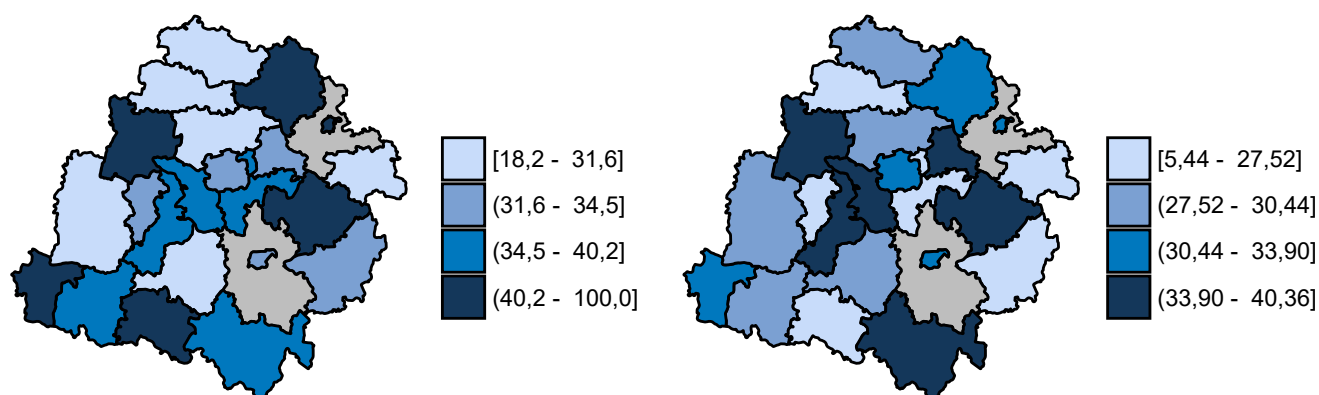 [18,2 - 31,6]
(31,6 - 34,5]
(34,5 - 40,2]
(40,2 - 100,0]
[5,44 - 27,52]
(27,52 - 30,44]
(30,44 - 33,90]
(33,90 - 40,36]